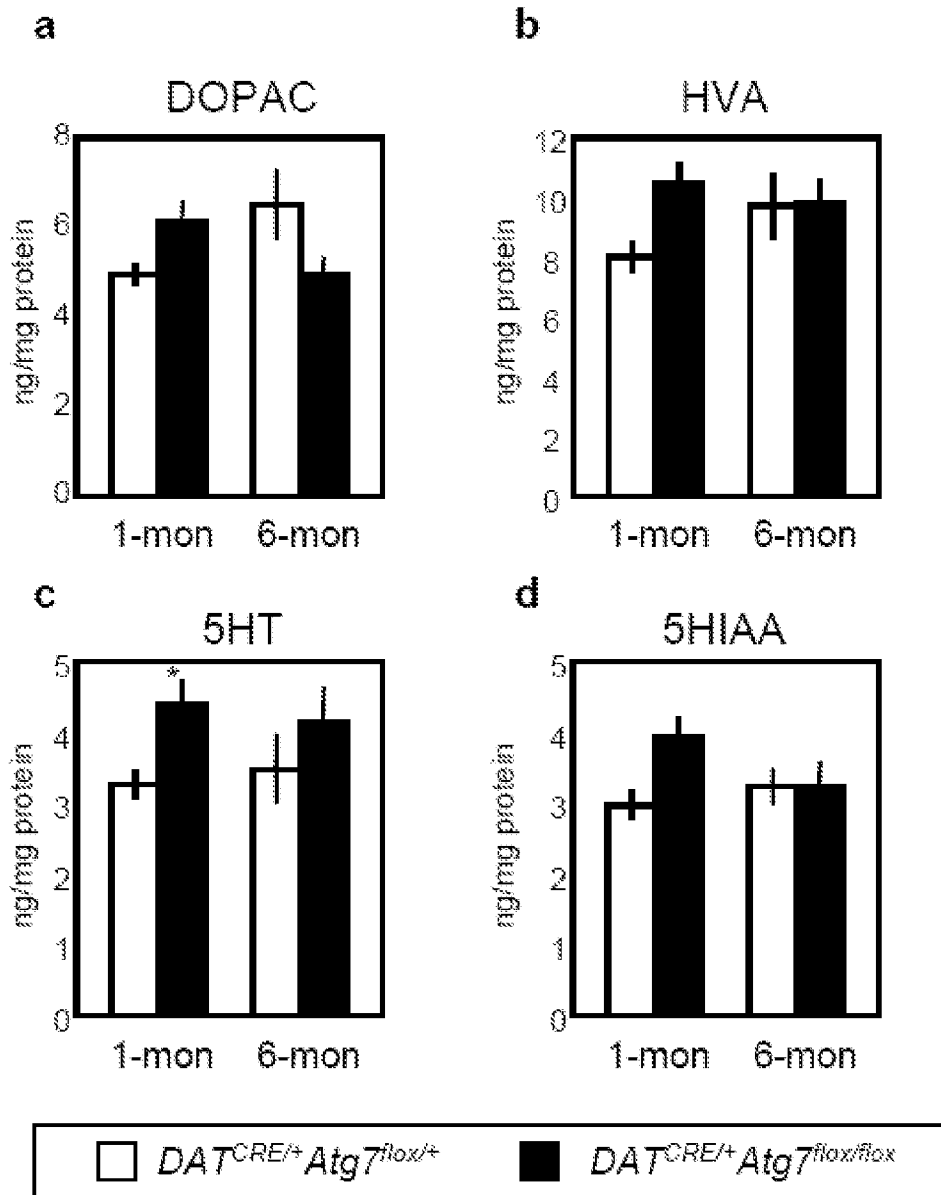 a
DOPAC
8
6
4
2
0
ng/mg protein
1-mon 6-mon
b
HVA
12
10
8
6
4
2
0
ng/mg protein
1-mon 6-mon
c
5HT
5
4
3
2
1
0
ng/mg protein
*
1-mon 6-mon
d
5HIAA
5
4
3
2
1
0
ng/mg protein
1-mon 6-mon
DAT^CRE/+ Atg7^flox/+ DAT^CRE/+ Atg7^flox/flox